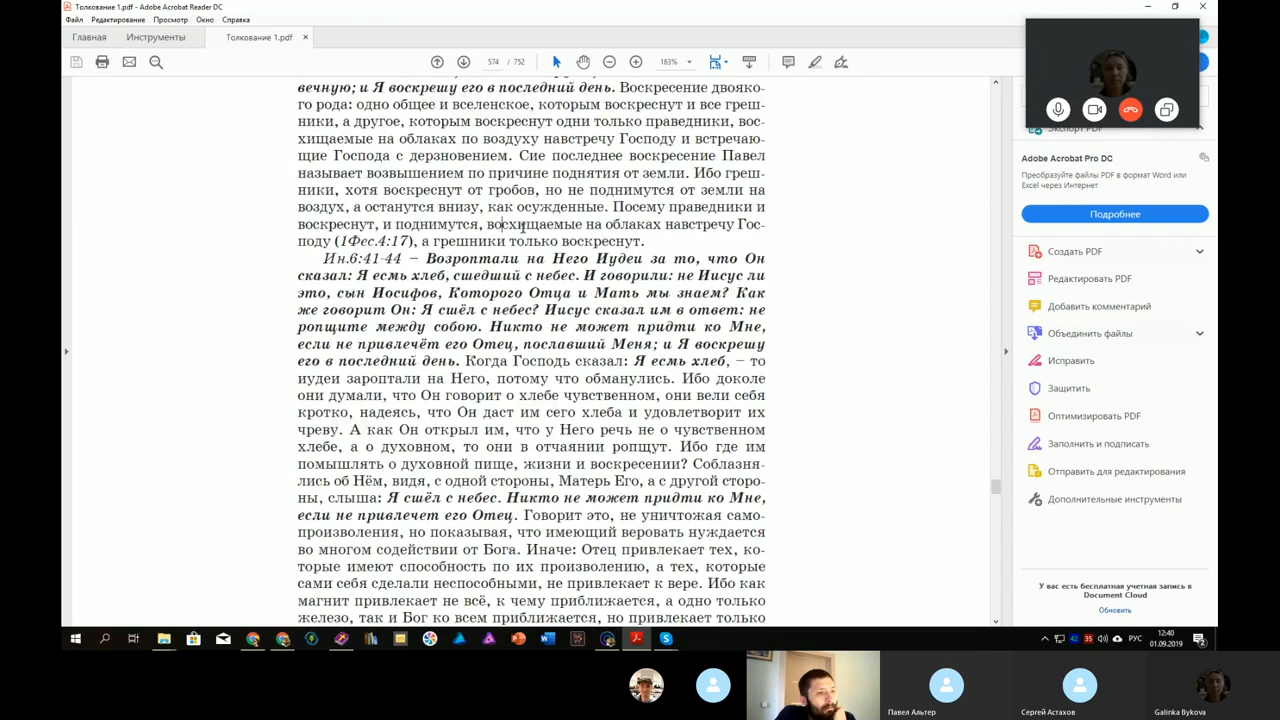 Толкование 1.pdf - Adobe Acrobat Reader DC
Файл Редактирование Просмотр Окно Справка
Главная Инструменты Толкование 1.pdf ×
574 / 752 163%
вечную; и Я воскрешу его в последний день. Воскресение двояко-
го рода: одно общее и вселенское, которым воскреснут и все греш-
ники, а другое, которым воскреснут одни только праведники, вос-
хищаемые на облаках по воздуху навстречу Господу и встречаю-
щие Господа с дерзновением. Сие последнее воскресение Павел
называет возвышением по причине поднятия от земли. Ибо греш-
ники, хотя воскреснут от гробов, но не поднимутся от земли на
воздух, а останутся внизу, как осужденные. Посему праведники и
воскреснут, и поднимутся, восхищаемые на облаках навстречу Гос-
поду (1Фес.4:17), а грешники только воскреснут.
Ин.6:41-44 – Возроптали на Него Иудеи за то, что Он
сказал: Я есмь хлеб, сшедший с небес. И говорили: не Иисус ли
это, сын Иосифов, Которого Отца и Мать мы знаем? Как
же говорит Он: Я сшёл с небес? Иисус сказал им в ответ: не
ропщите между собою. Никто не может придти ко Мне,
если не привлечёт его Отец, пославший Меня; и Я воскрешу
его в последний день. Когда Господь сказал: Я есмь хлеб, – то
иудеи зароптали на Него, потому что обманулись. Ибо доколе
они думали, что Он говорит о хлебе чувственном, они вели себя
кротко, надеясь, что Он даст им сего хлеба и удовлетворит их
чреву. А как Он открыл им, что у Него речь не о чувственном
хлебе, а о духовном, то они в отчаянии ропщут. Ибо где им
помышлять о духовной пище, жизни и воскресении? Соблазня-
лись об Нём, видя, с одной стороны, Матерь Его, а с другой сторо-
ны, слыша: Я сшёл с небес. Никто не может придти ко Мне,
если не привлечет его Отец. Говорит это, не уничтожая само-
произволения, но показывая, что имеющий веровать нуждается
во многом содействии от Бога. Иначе: Отец привлекает тех, ко-
торые имеют способность по их произволению, а тех, которые
сами себя сделали неспособными, не привлекает к вере. Ибо как
магнит привлекает не всё, к чему приближается, а одно только
железо, так и Бог ко всем приближается, но привлекает только
Экспорт PDF
Adobe Acrobat Pro DC
Преобразуйте файлы PDF в формат Word или
Excel через Интернет
Подробнее
Создать PDF
Редактировать PDF
Добавить комментарий
Объединить файлы
Исправить
Защитить
Оптимизировать PDF
Заполнить и подписать
Отправить для редактирования
Дополнительные инструменты
У вас есть бесплатная учетная запись в
Document Cloud
Обновить
42 35 РУС
12:40
01.09.2019
2
Павел Альтер
Сергей Астахов
Galinka Bykova